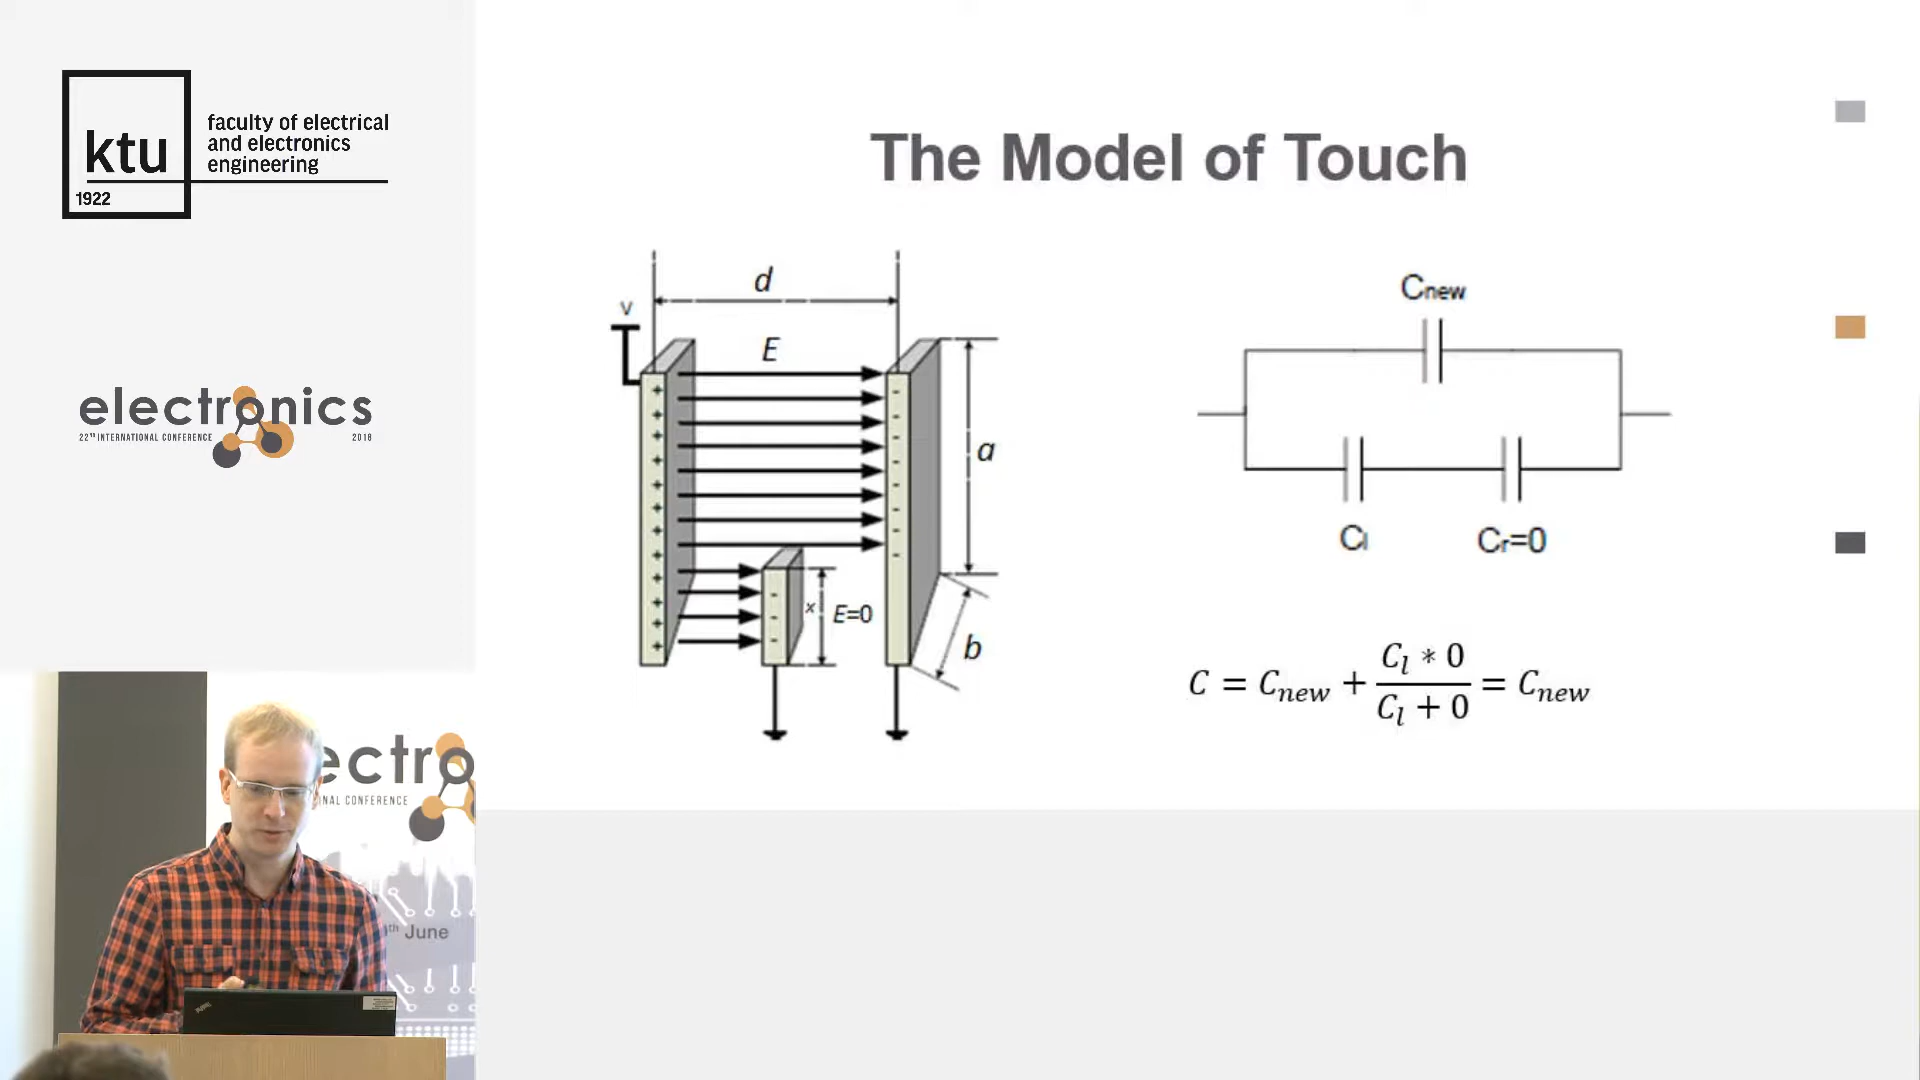 ktu
1922
faculty of electrical
and electronics
engineering
electronics
22ND INTERNATIONAL CONFERENCE 2018
The Model of Touch
d
V
E
a
x
E=0
b
+ + + + + + + + + + + +
- - - - - - - -
- - -
Cnew
Cl
Cr=0
C = Cnew + Cl * 0 / Cl + 0 = Cnew
ectro
NAL CONFERENCE
th June